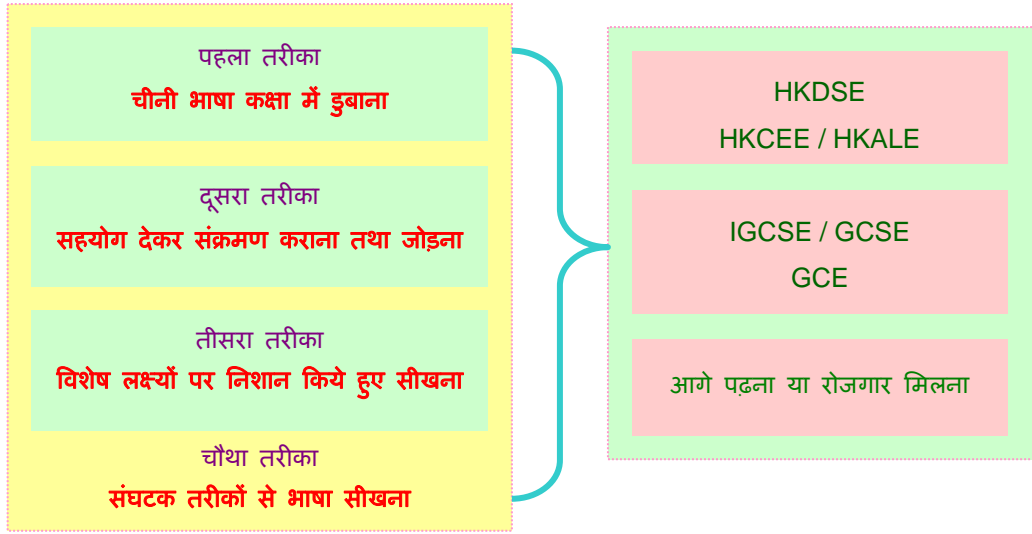 पहला तरीका
चीनी भाषा कक्षा में डुबाना
दूसरा तरीका
सहयोग देकर संक्रमण कराना तथा जोड़ना
तीसरा तरीका
विशेष लक्ष्यों पर निशान किये हुए सीखना
चौथा तरीका
संघटक तरीकों से भाषा सीखना
HKDSE
HKCEE / HKALE
IGCSE / GCSE
GCE
आगे पढ़ना या रोजगार मिलना